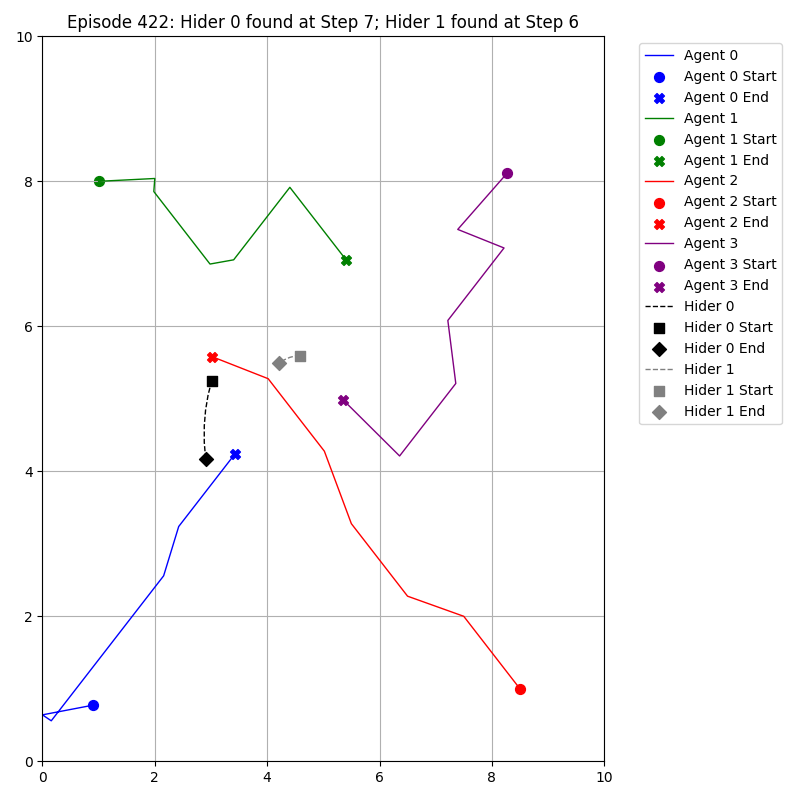 Episode 422: Hider 0 found at Step 7; Hider 1 found at Step 6
10
8
6
4
2
0
0 2 4 6 8 10
Agent 0
Agent 0 Start
Agent 0 End
Agent 1
Agent 1 Start
Agent 1 End
Agent 2
Agent 2 Start
Agent 2 End
Agent 3
Agent 3 Start
Agent 3 End
Hider 0
Hider 0 Start
Hider 0 End
Hider 1
Hider 1 Start
Hider 1 End